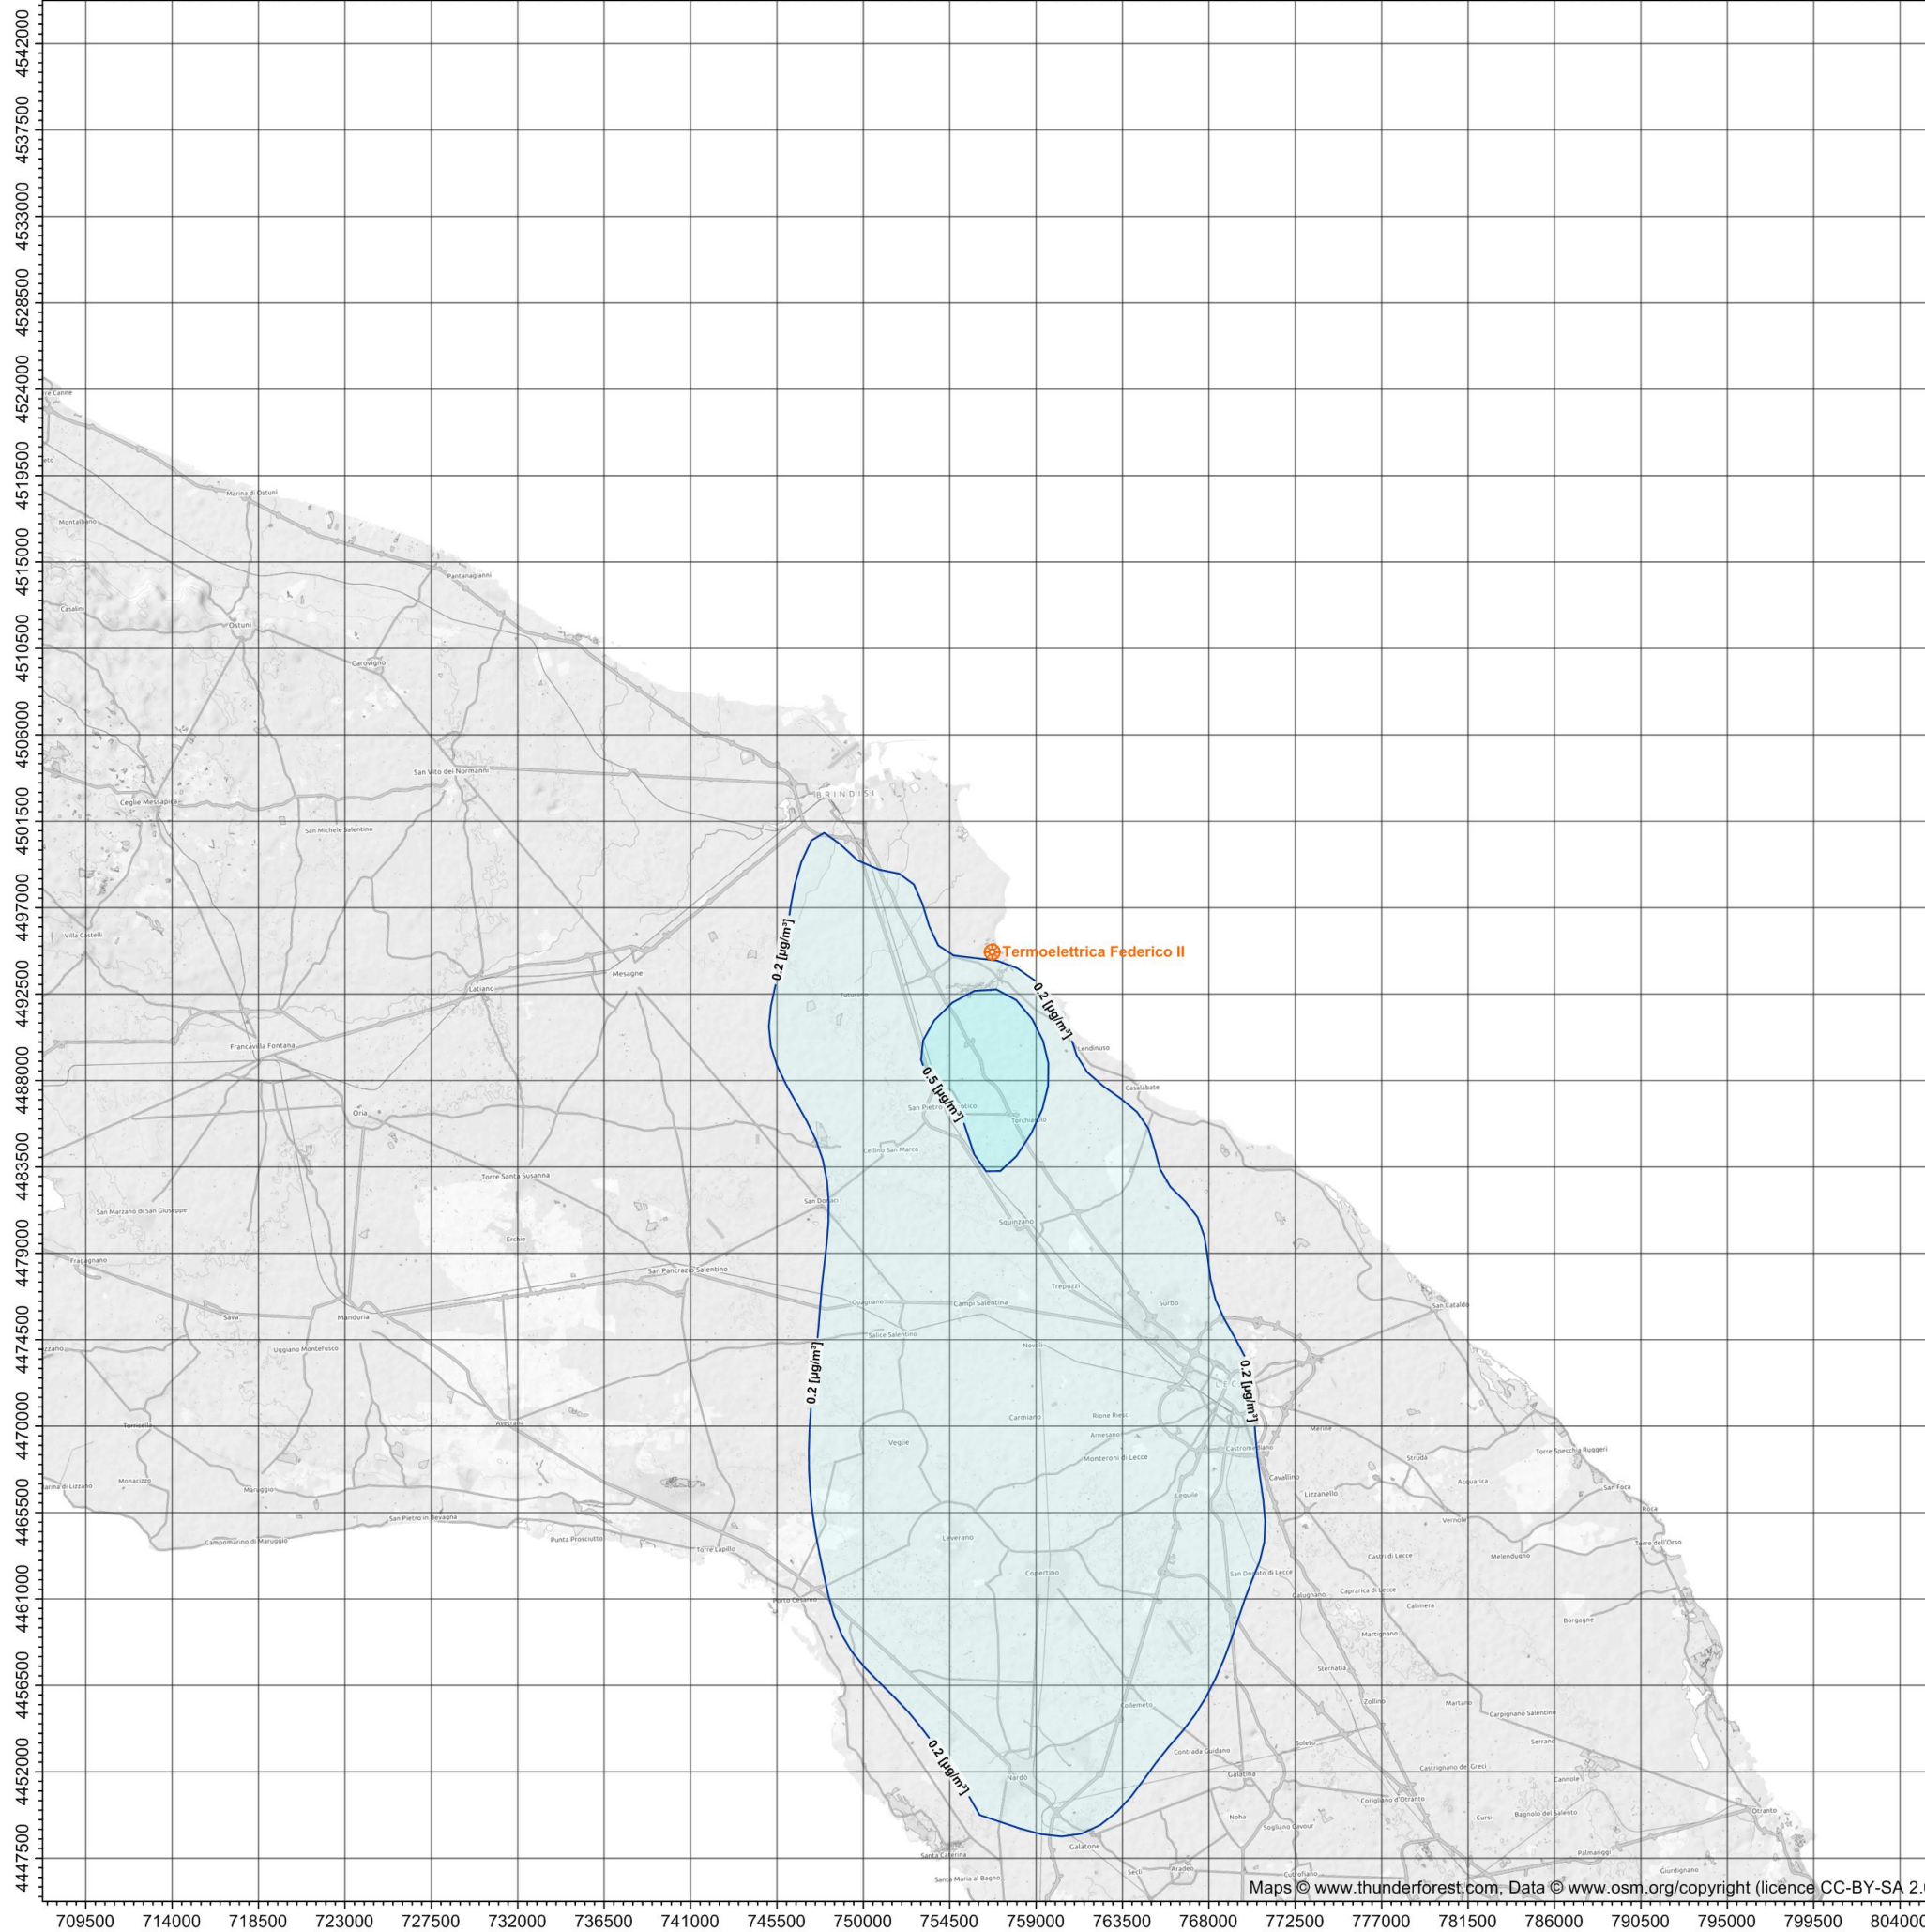 4542000
4537500
4533000
4528500
4524000
4519500
4515000
4510500
4506000
4501500
4497000
4492500
4488000
4483500
4479000
4474500
4470000
4465500
4461000
4456500
4452000
4447500
re Canne
Marina di Ostuni
Montalbano
Pantanagianni
Casalini
Ostuni
Carovigno
San Vito dei Normanni
BRINDISI
Ceglie Messapica
San Michele Salentino
Villa Castelli
0.2 [µg/m³]
Termoelettrica Federico II
Mesagne
Latiano
Tuturano
0.2 [µg/m³]
Francavilla Fontana
Lendinuso
0.5 [µg/m³]
Casalabate
Oria
Torchiarolo
Cellino San Marco
Torre Santa Susanna
San Donaci
San Marzano di San Giuseppe
Squinzano
Erchie
Fragagnano
San Pancrazio Salentino
Trepuzzi
Guagnano
Campi Salentina
Surbo
San Cataldo
Sava
Manduria
Salice Salentino
Novoli
Uggiano Montefusco
0.2 [µg/m³]
0.2 [µg/m³]
Carmiano
Rione Riesci
Torricella
Avetrana
Merine
Arnesano
Veglie
Castromediano
Torre Specchia Ruggeri
Monteroni di Lecce
Struda
Monacizzo
Cavallino
Acquarica
Maruggio
Lequile
Lizzanello
San Foca
Roca
San Pietro in Bevagna
Vernole
Campomarino di Maruggio
Punta Prosciutto
Leverano
Torre dell'Orso
Torre Lapillo
Castri di Lecce
Melendugno
Copertino
San Donato di Lecce
Porto Cesareo
Galugnano
Caprarica di Lecce
Calimera
Borgagne
Martignano
Sternatia
Zollino
Martano
Collemeto
Carpignano Salentino
Soleto
Serrano
Contrada Guidano
0.2 [µg/m³]
Castrignano de' Greci
Nardò
Galatina
Cannole
Corigliano d'Otranto
Otranto
Noha
Cursi
Bagnolo del Salento
Sogliano Cavour
Galatone
Santa Caterina
Palmariggi
Seclì
Aradeo
Cutrofiano
Giurdignano
Santa Maria al Bagno
Maps © www.thunderforest.com, Data © www.osm.org/copyright (licence CC-BY-SA 2.
709500 714000 718500 723000 727500 732000 736500 741000 745500 750000 754500 759000 763500 768000 772500 777000 781500 786000 790500 795000 799500 80400